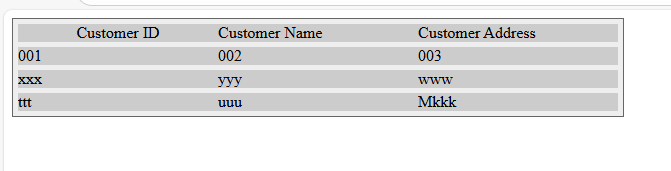 Customer ID Customer Name Customer Address
001 002 003
xxx yyy www
ttt uuu Mkkk